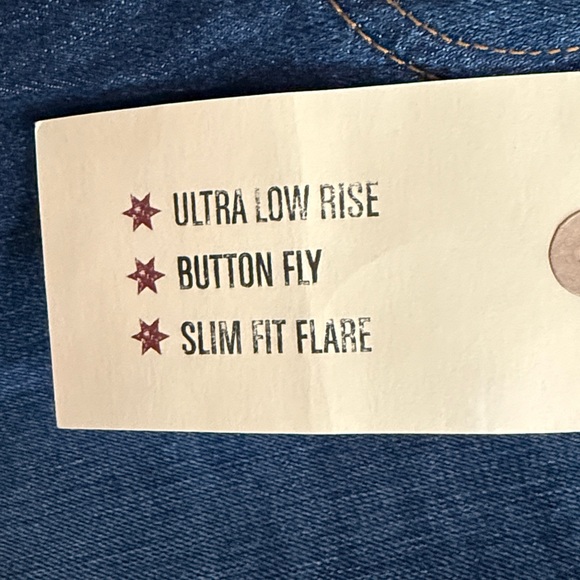 ULTRA LOW RISE
BUTTON FLY
SLIM FIT FLARE